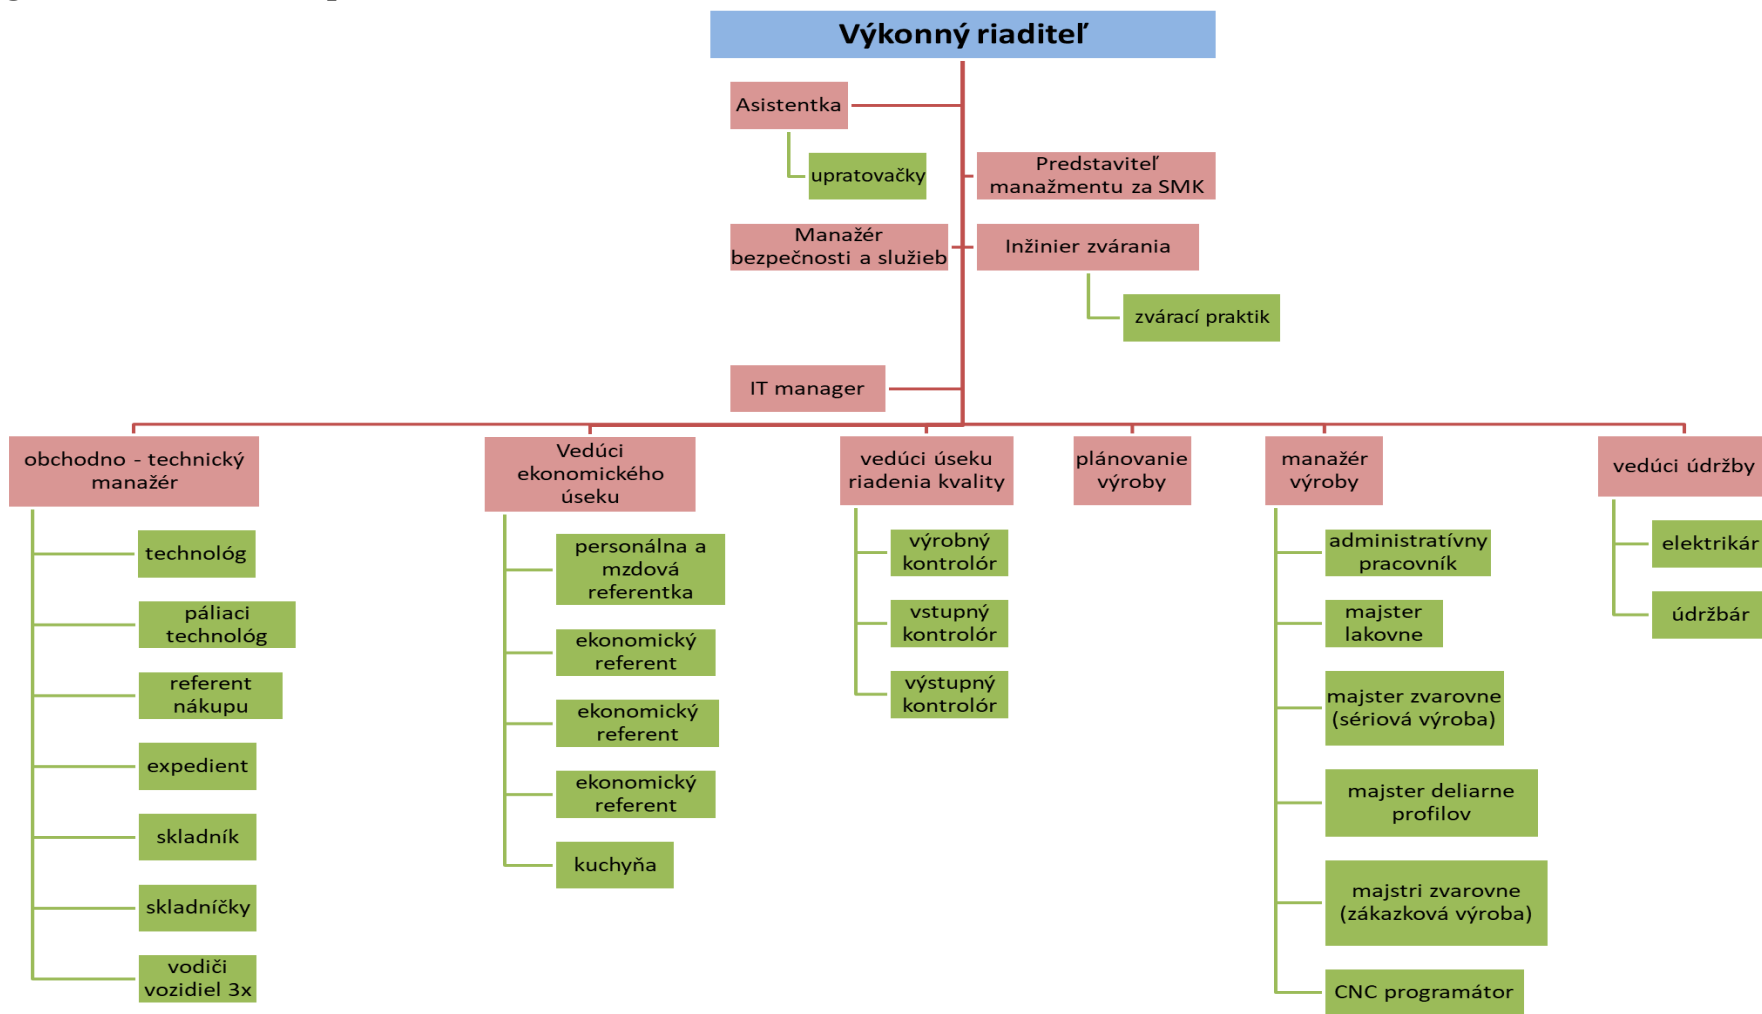 Výkonný riaditeľ
Asistentka
upratovačky
Predstaviteľ
manažmentu za SMK
Manažér
bezpečnosti a služieb
Inžinier zvárania
zvárací praktik
IT manager
obchodno - technický
manažér
technológ
páliaci
technológ
referent
nákupu
expedient
skladník
skladníčky
vodiči
vozidiel 3x
Vedúci
ekonomického
úseku
personálna a
mzdová
referentka
ekonomický
referent
ekonomický
referent
ekonomický
referent
kuchyňa
vedúci úseku
riadenia kvality
výrobný
kontrolór
vstupný
kontrolór
výstupný
kontrolór
plánovanie
výroby
manažér
výroby
administratívny
pracovník
majster
lakovne
majster zvarovne
(sériová výroba)
majster deliarne
profilov
majstri zvarovne
(zákazková výroba)
CNC programátor
vedúci údržby
elektrikár
údržbár